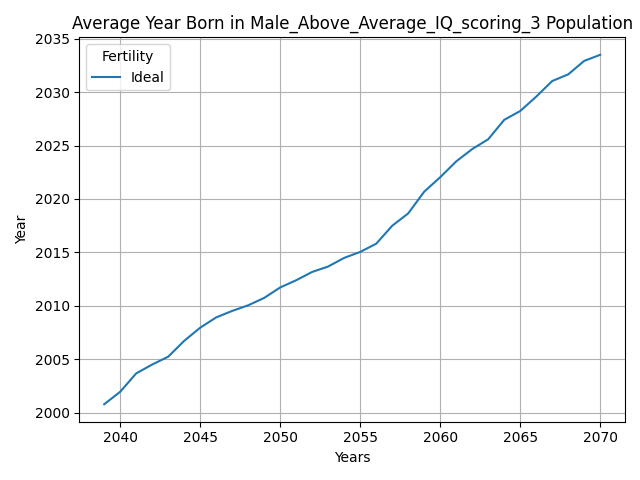 Average Year Born in Male_Above_Average_IQ_scoring_3 Population
Fertility
Ideal
2035
2030
2025
2020
2015
2010
2005
2000
Year
2040 2045 2050 2055 2060 2065 2070
Years